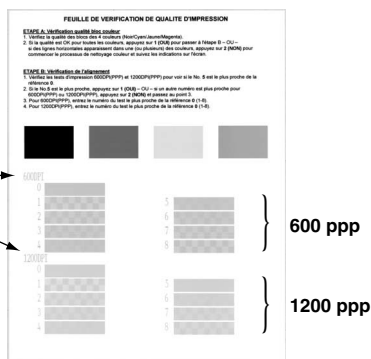 FEUILLE DE VERIFICATION DE QUALITE D'IMPRESSION
ETAPE A: Vérification qualité bloc couleur
1. Vérifiez la qualité des blocs des 4 couleurs (Noir/Cyan/Jaune/Magenta).
2. Si la qualité est OK pour toutes les couleurs, appuyez sur 1 (OUI) pour passer à l'étape B – OU –
si des lignes horizontales apparaissent dans une (ou plusieurs) des couleurs, appuyez sur 2 (NON) pour
commencer le processus de nettoyage couleur et suivez les indications sur l'écran.
ETAPE B: Vérification de l'alignement
1. Vérifiez les tests d'impression 600DPI(PPP) et 1200DPI(PPP) pour voir si le No. 5 est le plus proche de la
référence 0.
2. Si le No.5 est le plus proche, appuyez sur 1 (OUI) – OU – si un autre numéro est plus proche pour
600DPI(PPP) ou 1200DPI(PPP), appuyez sur 2 (NON) et passez au point 3.
3. Pour 600DPI(PPP), entrez le numéro du test le plus proche de la référence 0 (1-8).
4. Pour 1200DPI(PPP), entrez le numéro du test le plus proche de la référence 0 (1-8).
600DPI
0
1 5
2 6
3 7
4 8
600 ppp
1200DPI
0
1 5
2 6
3 7
4 8
1200 ppp